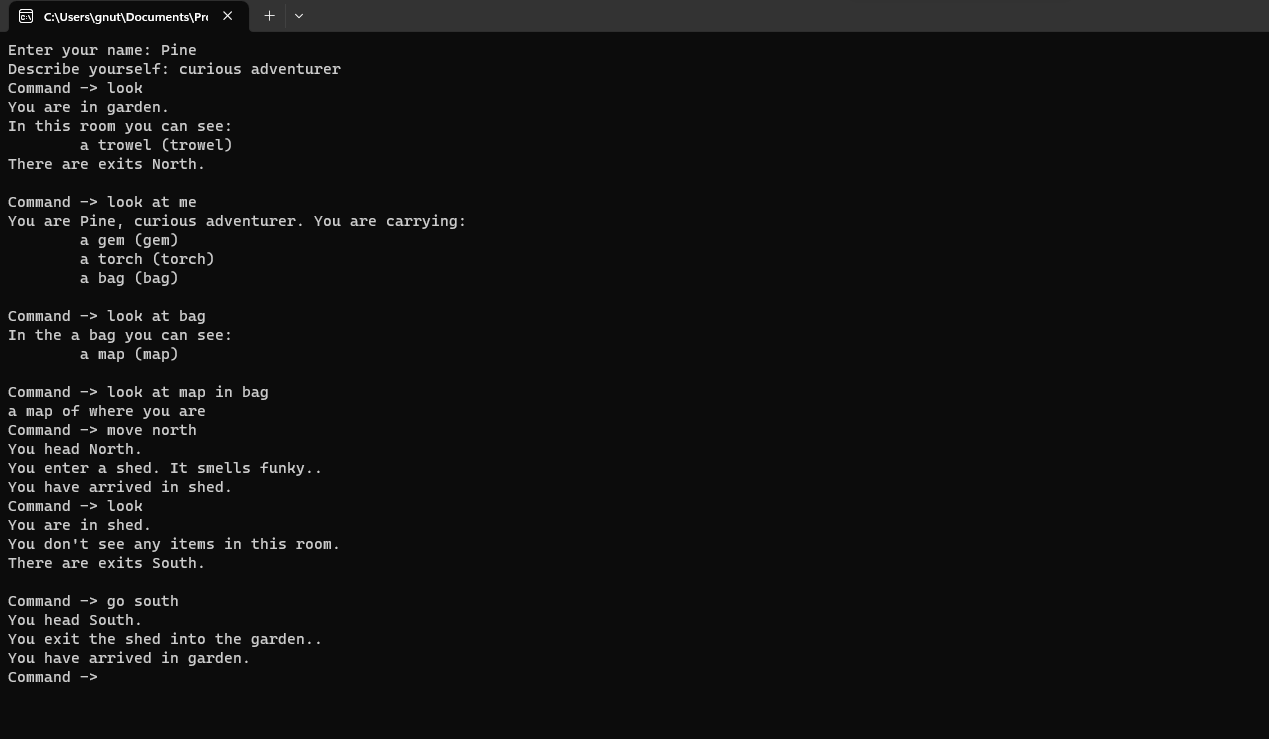 C:\Users\gnut\Documents\Pr
Enter your name: Pine
Describe yourself: curious adventurer
Command -> look
You are in garden.
In this room you can see:
        a trowel (trowel)
There are exits North.

Command -> look at me
You are Pine, curious adventurer. You are carrying:
        a gem (gem)
        a torch (torch)
        a bag (bag)

Command -> look at bag
In the a bag you can see:
        a map (map)

Command -> look at map in bag
a map of where you are
Command -> move north
You head North.
You enter a shed. It smells funky..
You have arrived in shed.
Command -> look
You are in shed.
You don't see any items in this room.
There are exits South.

Command -> go south
You head South.
You exit the shed into the garden..
You have arrived in garden.
Command ->